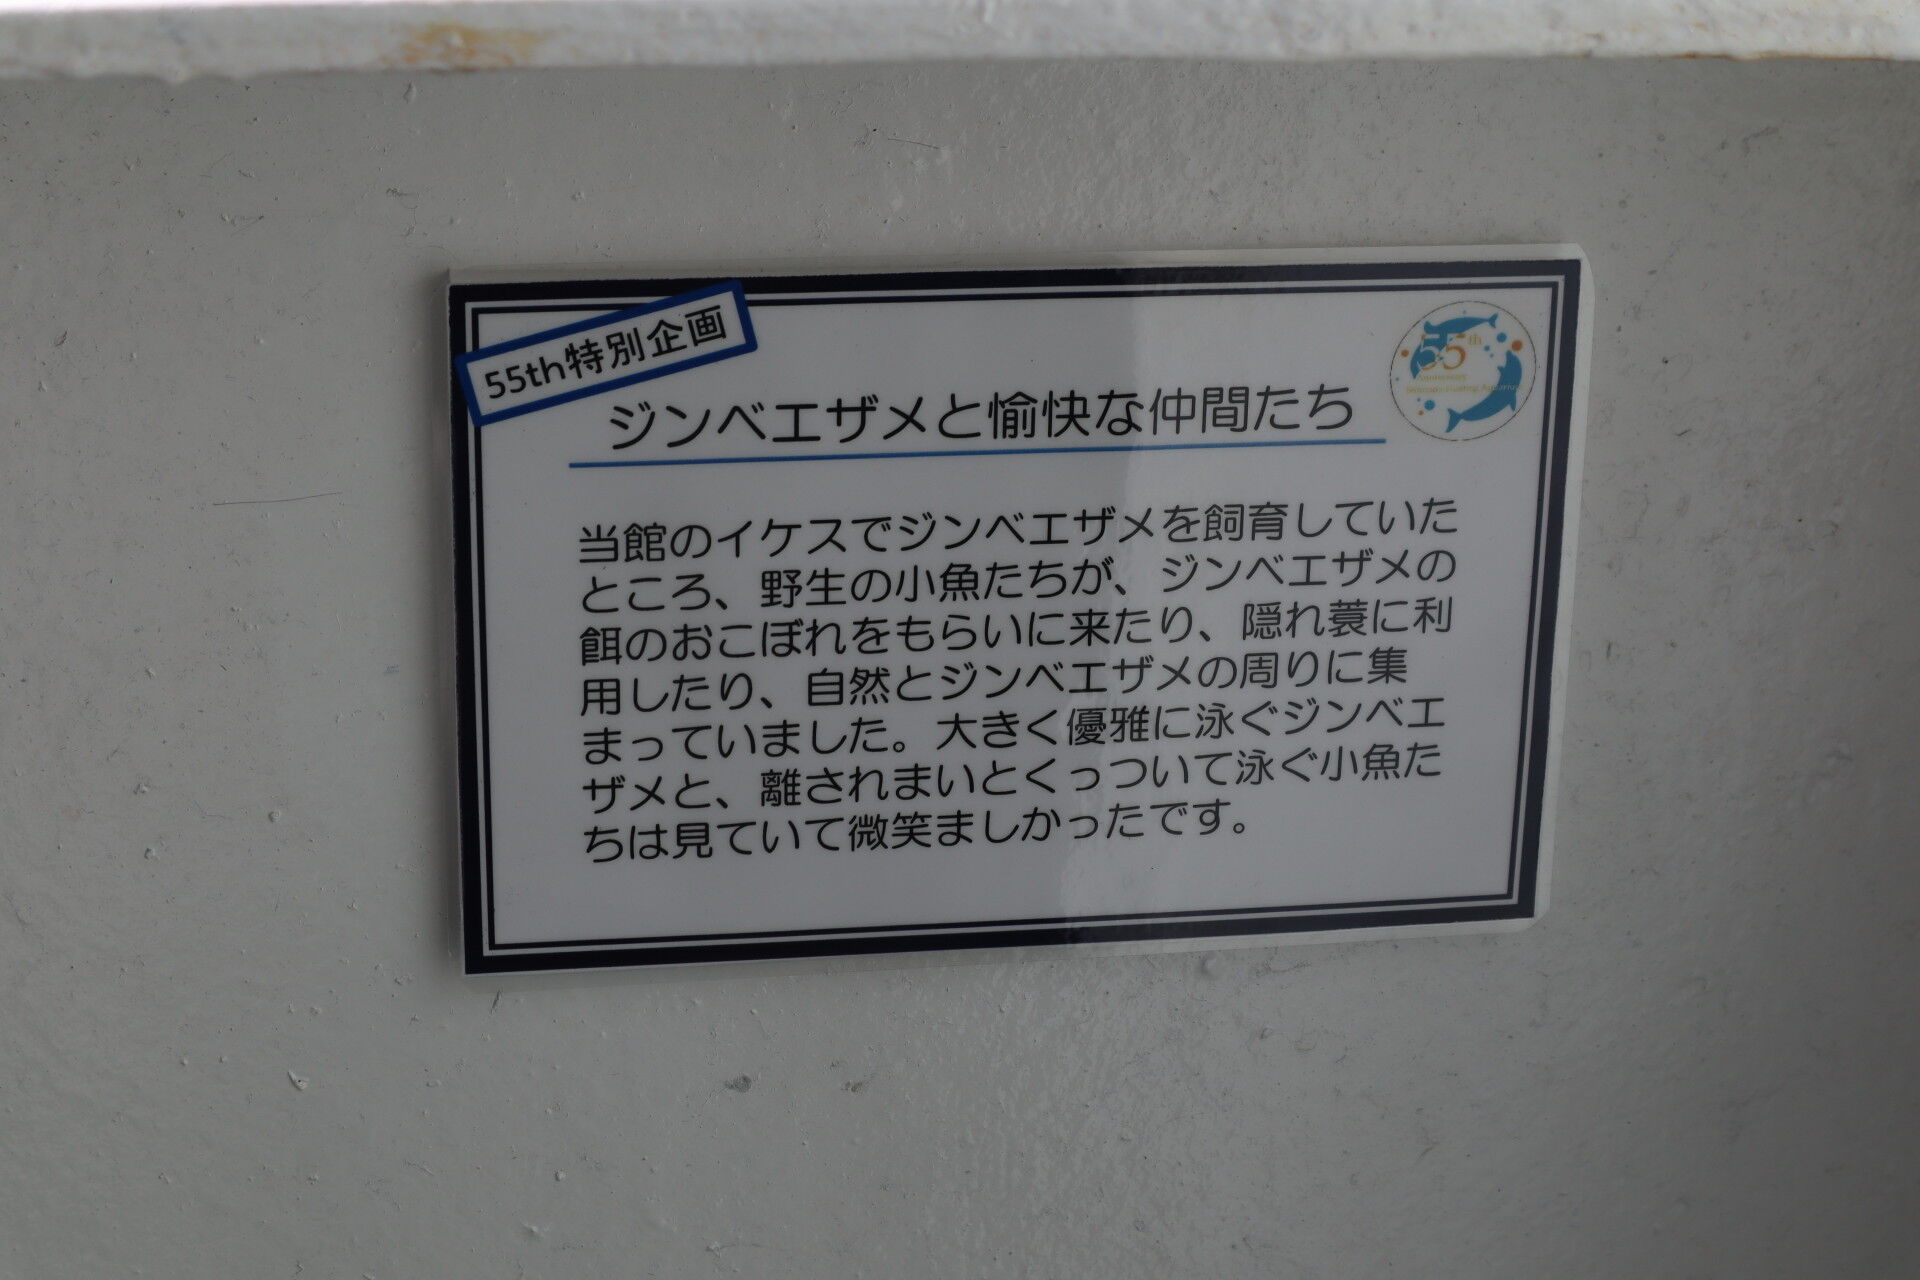 55th特別企画
ジンベエザメと愉快な仲間たち
55th
Anniversary
当館のイケスでジンベエザメを飼育していた
ところ、野生の小魚たちが、ジンベエザメの
餌のおこぼれをもらいに来たり、隠れ蓑に利
用したり、自然とジンベエザメの周りに集
まっていました。大きく優雅に泳ぐジンベエ
ザメと、離されまいとくっついて泳ぐ小魚た
ちは見ていて微笑ましかったです。